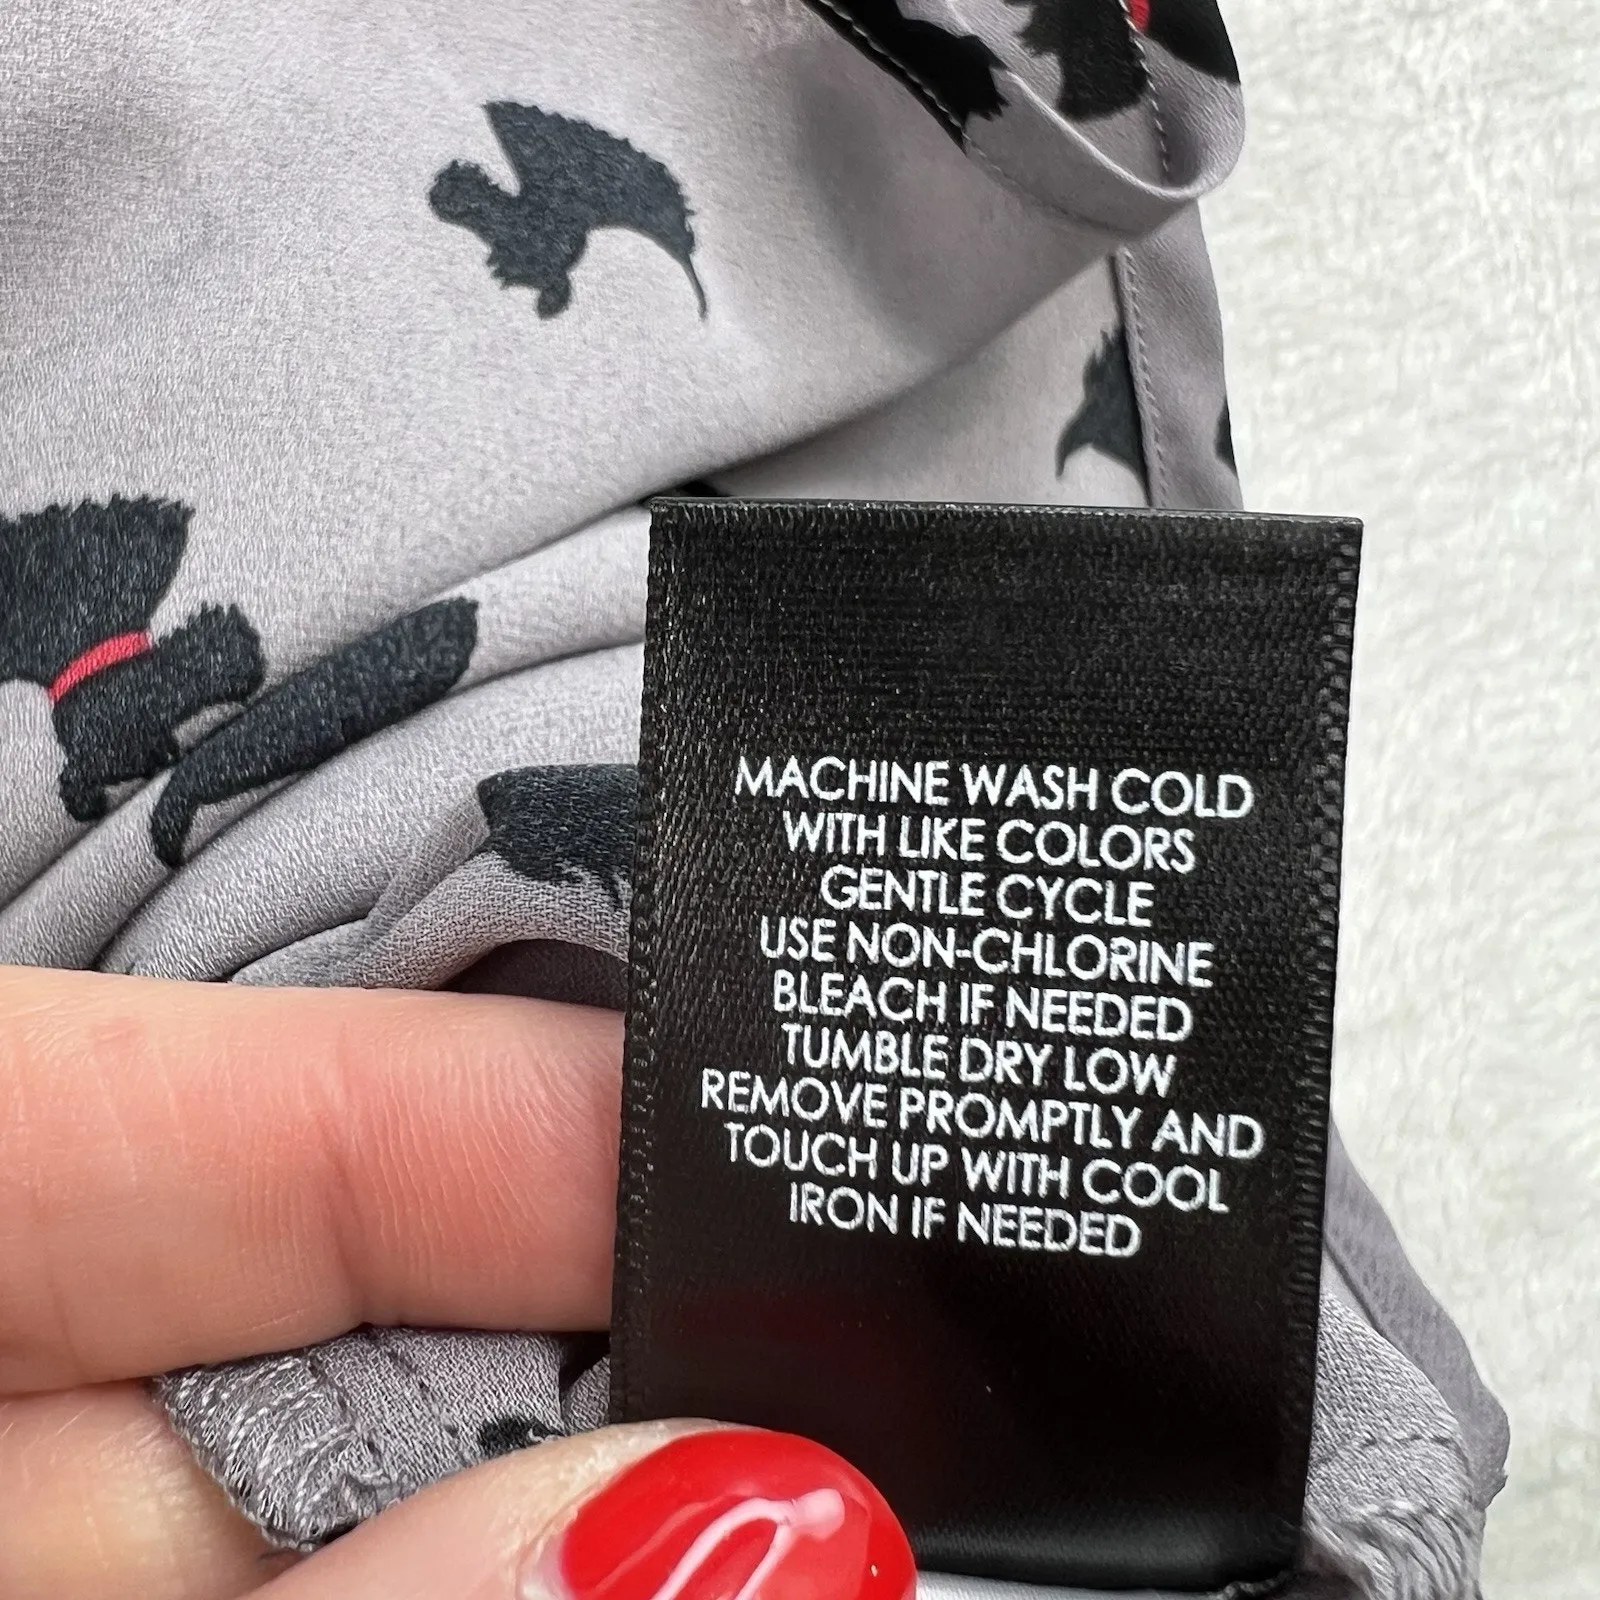 MACHINE WASH COLD
WITH LIKE COLORS
GENTLE CYCLE
USE NON-CHLORINE
BLEACH IF NEEDED
TUMBLE DRY LOW
REMOVE PROMPTLY AND
TOUCH UP WITH COOL
IRON IF NEEDED